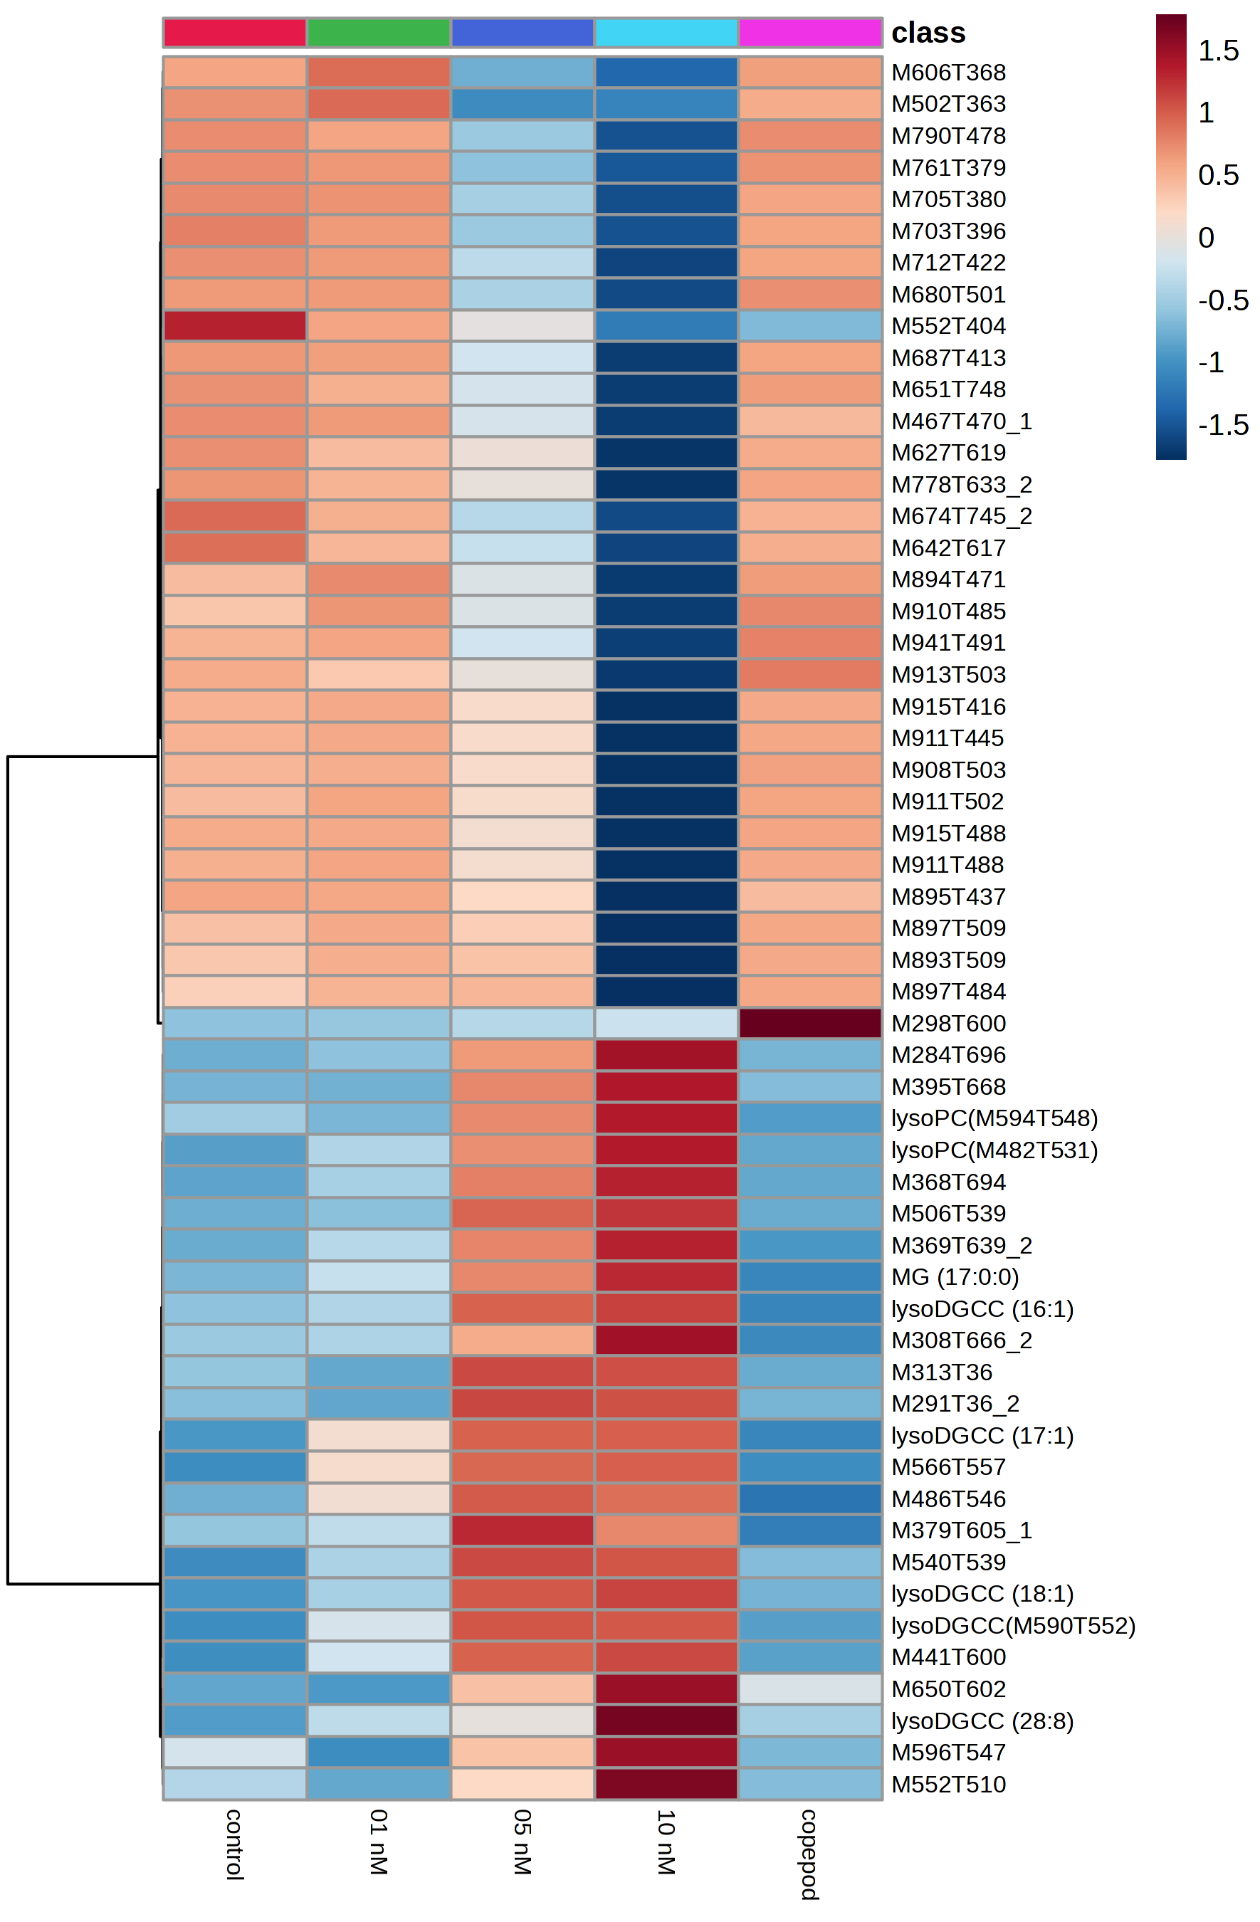 class
M606T368
M502T363
M790T478
M761T379
M705T380
M703T396
M712T422
M680T501
M552T404
M687T413
M651T748
M467T470_1
M627T619
M778T633_2
M674T745_2
M642T617
M894T471
M910T485
M941T491
M913T503
M915T416
M911T445
M908T503
M911T502
M915T488
M911T488
M895T437
M897T509
M893T509
M897T484
M298T600
M284T696
M395T668
lysoPC(M594T548)
lysoPC(M482T531)
M368T694
M506T539
M369T639_2
MG (17:0:0)
lysoDGCC (16:1)
M308T666_2
M313T36
M291T36_2
lysoDGCC (17:1)
M566T557
M486T546
M379T605_1
M540T539
lysoDGCC (18:1)
lysoDGCC(M590T552)
M441T600
M650T602
lysoDGCC (28:8)
M596T547
M552T510
control
01 nM
05 nM
10 nM
copepod
1.5
1
0.5
0
-0.5
-1
-1.5